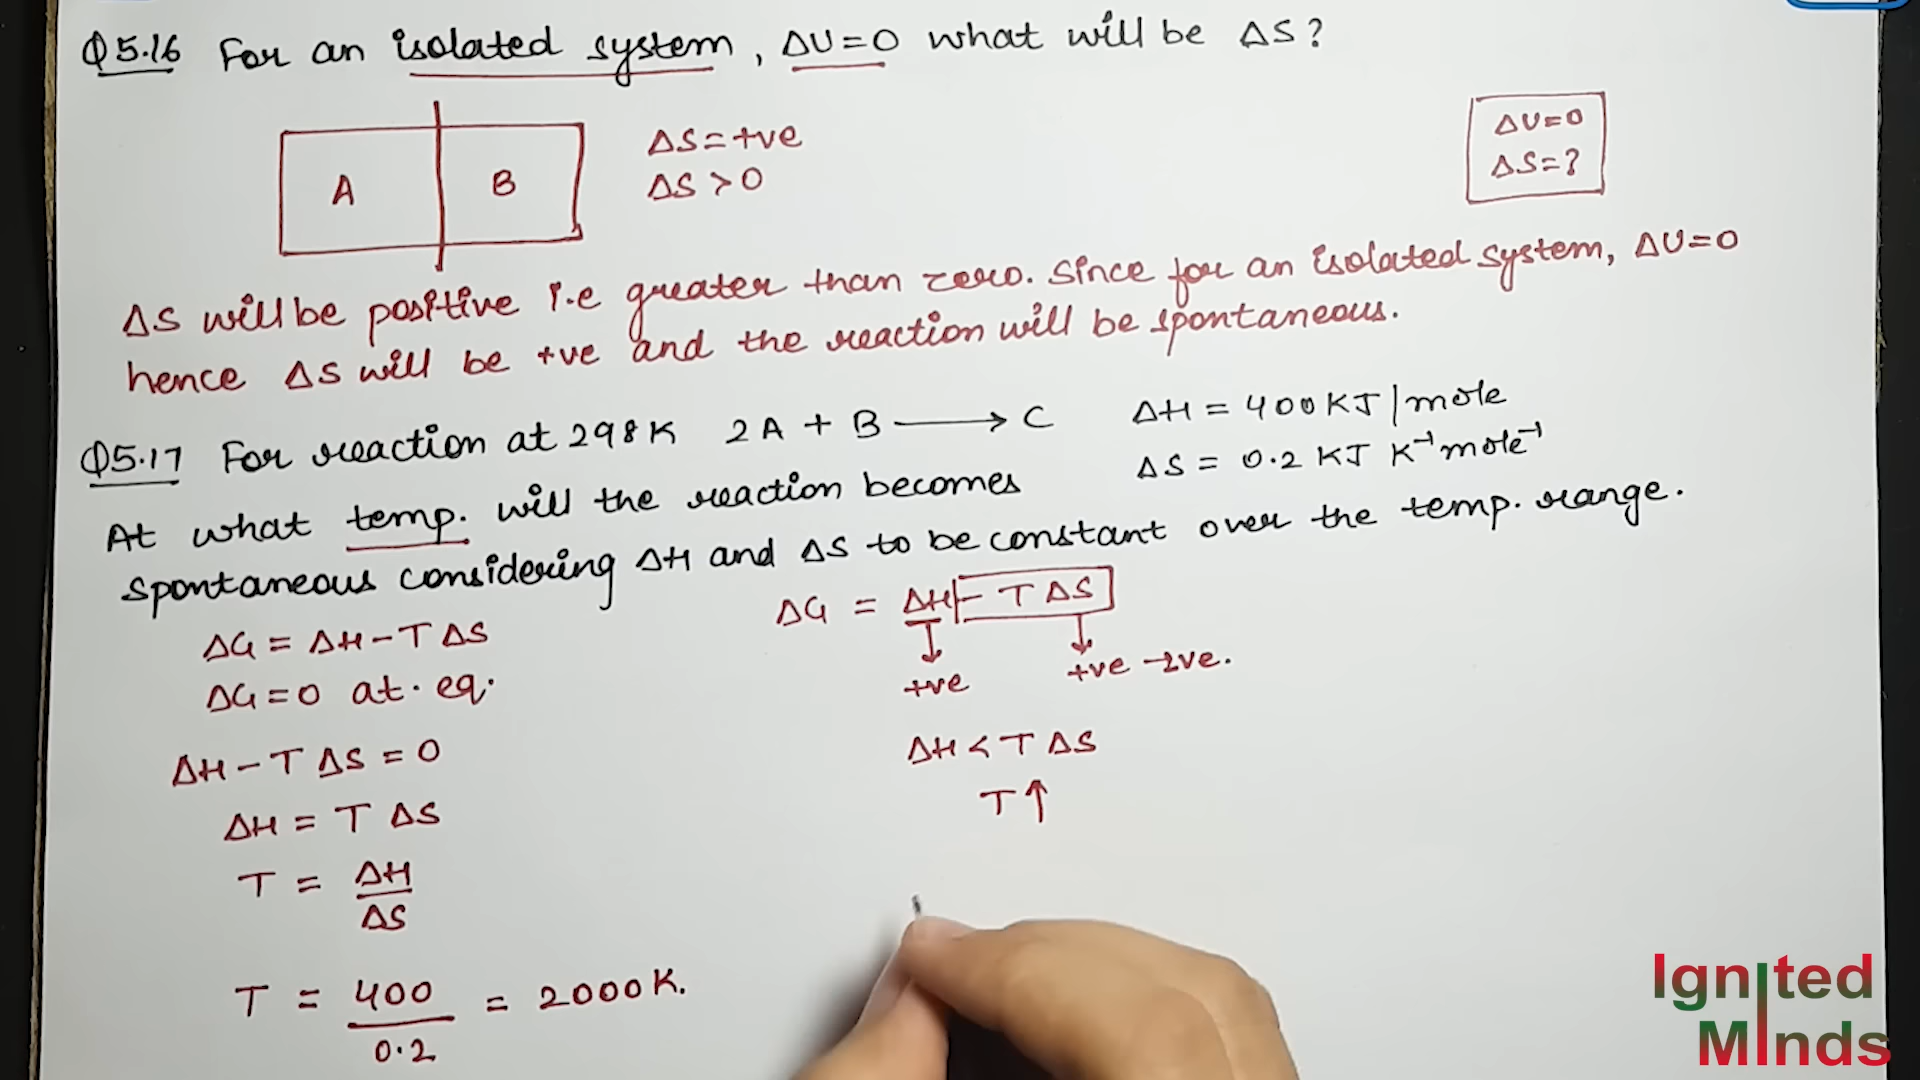 Q5.16 For an isolated system, ΔU=0 what will be ΔS?
A
B
ΔS=+ve
ΔS>0
ΔU=0
ΔS=?
ΔS will be positive i.e greater than zero. Since for an isolated system, ΔU=0
hence ΔS will be +ve and the reaction will be spontaneous.
Q5.17 For reaction at 298K 2A + B ⟶ C
ΔH = 400KJ/mole
ΔS = 0.2 KJ K⁻¹ mole⁻¹
At what temp. will the reaction becomes
spontaneous considering ΔH and ΔS to be constant over the temp. range.
ΔG = ΔH-TΔS
ΔG=0 at. eq.
ΔH-TΔS=0
ΔH = TΔS
T = ΔH
ΔS
T = 400 = 2000K.
0.2
ΔG = ΔH - TΔS
↓ ↓
+ve +ve
ΔH < TΔS
T↑
Ignited
Minds